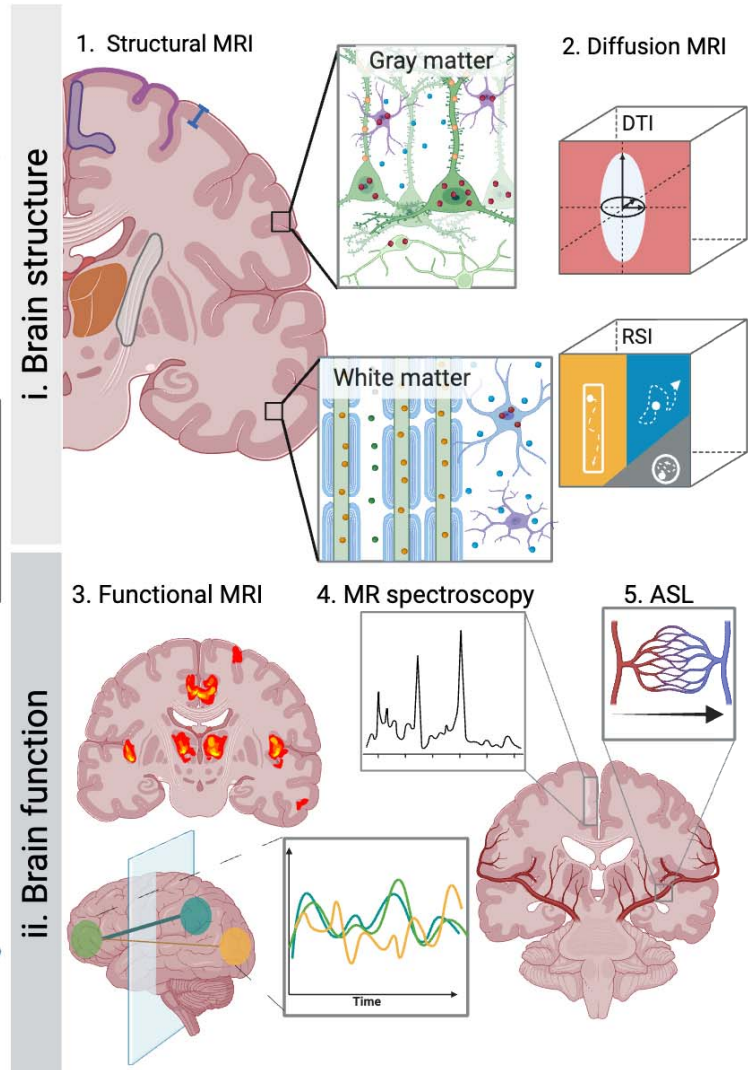 i. Brain structure
1. Structural MRI
Gray matter
2. Diffusion MRI
DTI
RSI
White matter
ii. Brain function
3. Functional MRI
4. MR spectroscopy
5. ASL
Time